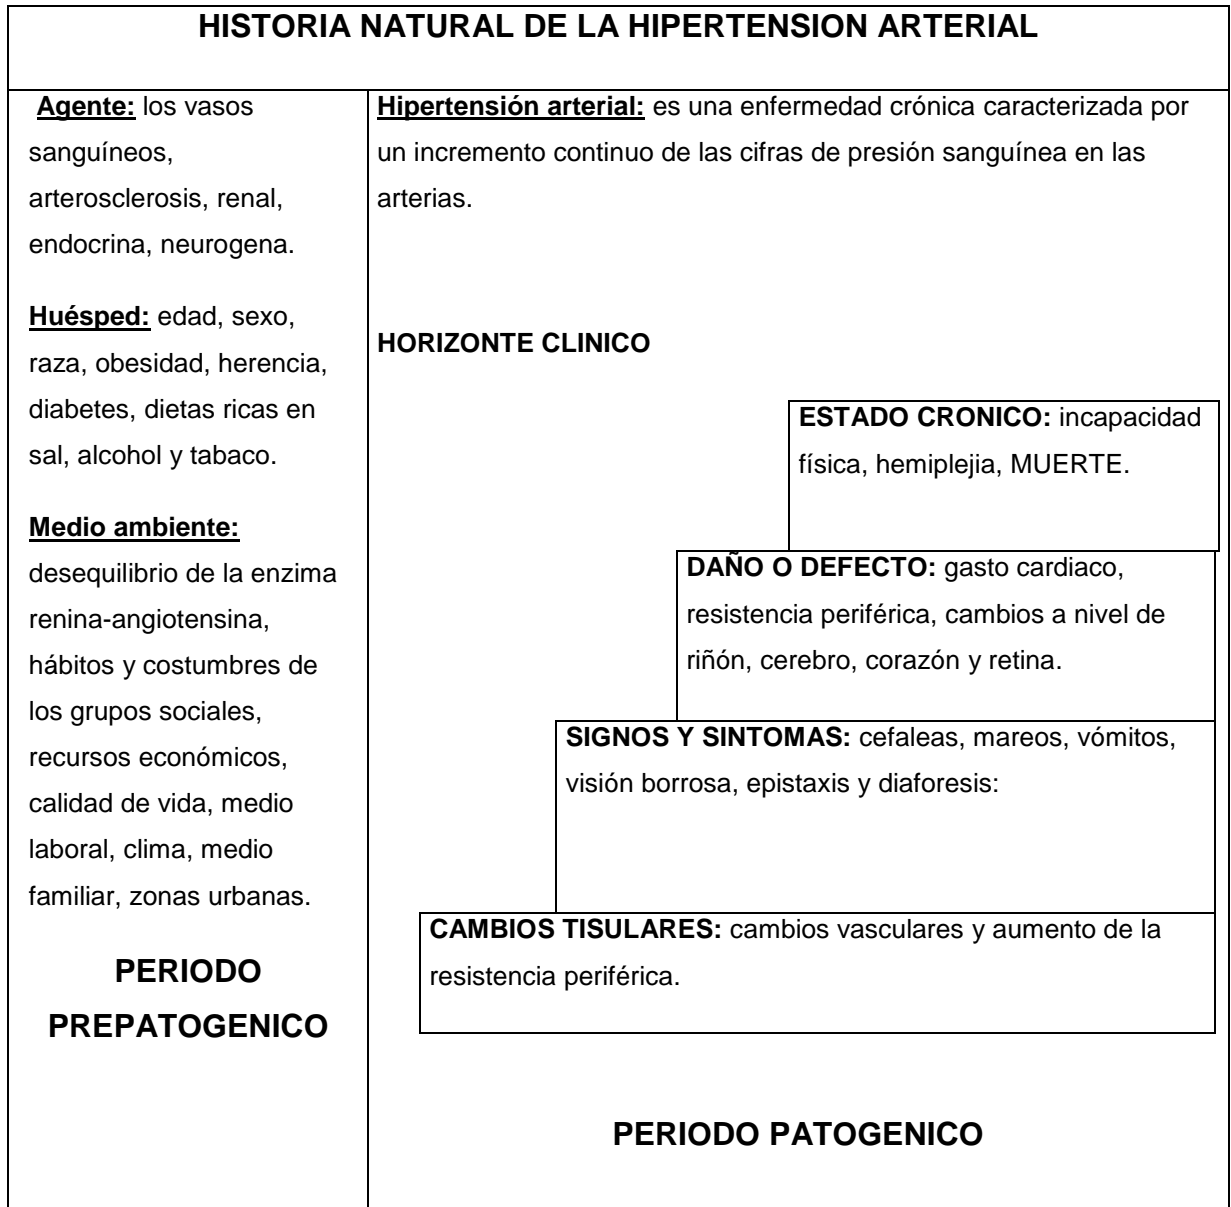 HISTORIA NATURAL DE LA HIPERTENSION ARTERIAL
Agente: los vasos
sanguíneos,
arterosclerosis, renal,
endocrina, neurogena.
Huésped: edad, sexo,
raza, obesidad, herencia,
diabetes, dietas ricas en
sal, alcohol y tabaco.
Medio ambiente:
desequilibrio de la enzima
renina-angiotensina,
hábitos y costumbres de
los grupos sociales,
recursos económicos,
calidad de vida, medio
laboral, clima, medio
familiar, zonas urbanas.
PERIODO
PREPATOGENICO
Hipertensión arterial: es una enfermedad crónica caracterizada por
un incremento continuo de las cifras de presión sanguínea en las
arterias.
HORIZONTE CLINICO
ESTADO CRONICO: incapacidad
física, hemiplejia, MUERTE.
DAÑO O DEFECTO: gasto cardiaco,
resistencia periférica, cambios a nivel de
riñón, cerebro, corazón y retina.
SIGNOS Y SINTOMAS: cefaleas, mareos, vómitos,
visión borrosa, epistaxis y diaforesis:
CAMBIOS TISULARES: cambios vasculares y aumento de la
resistencia periférica.
PERIODO PATOGENICO